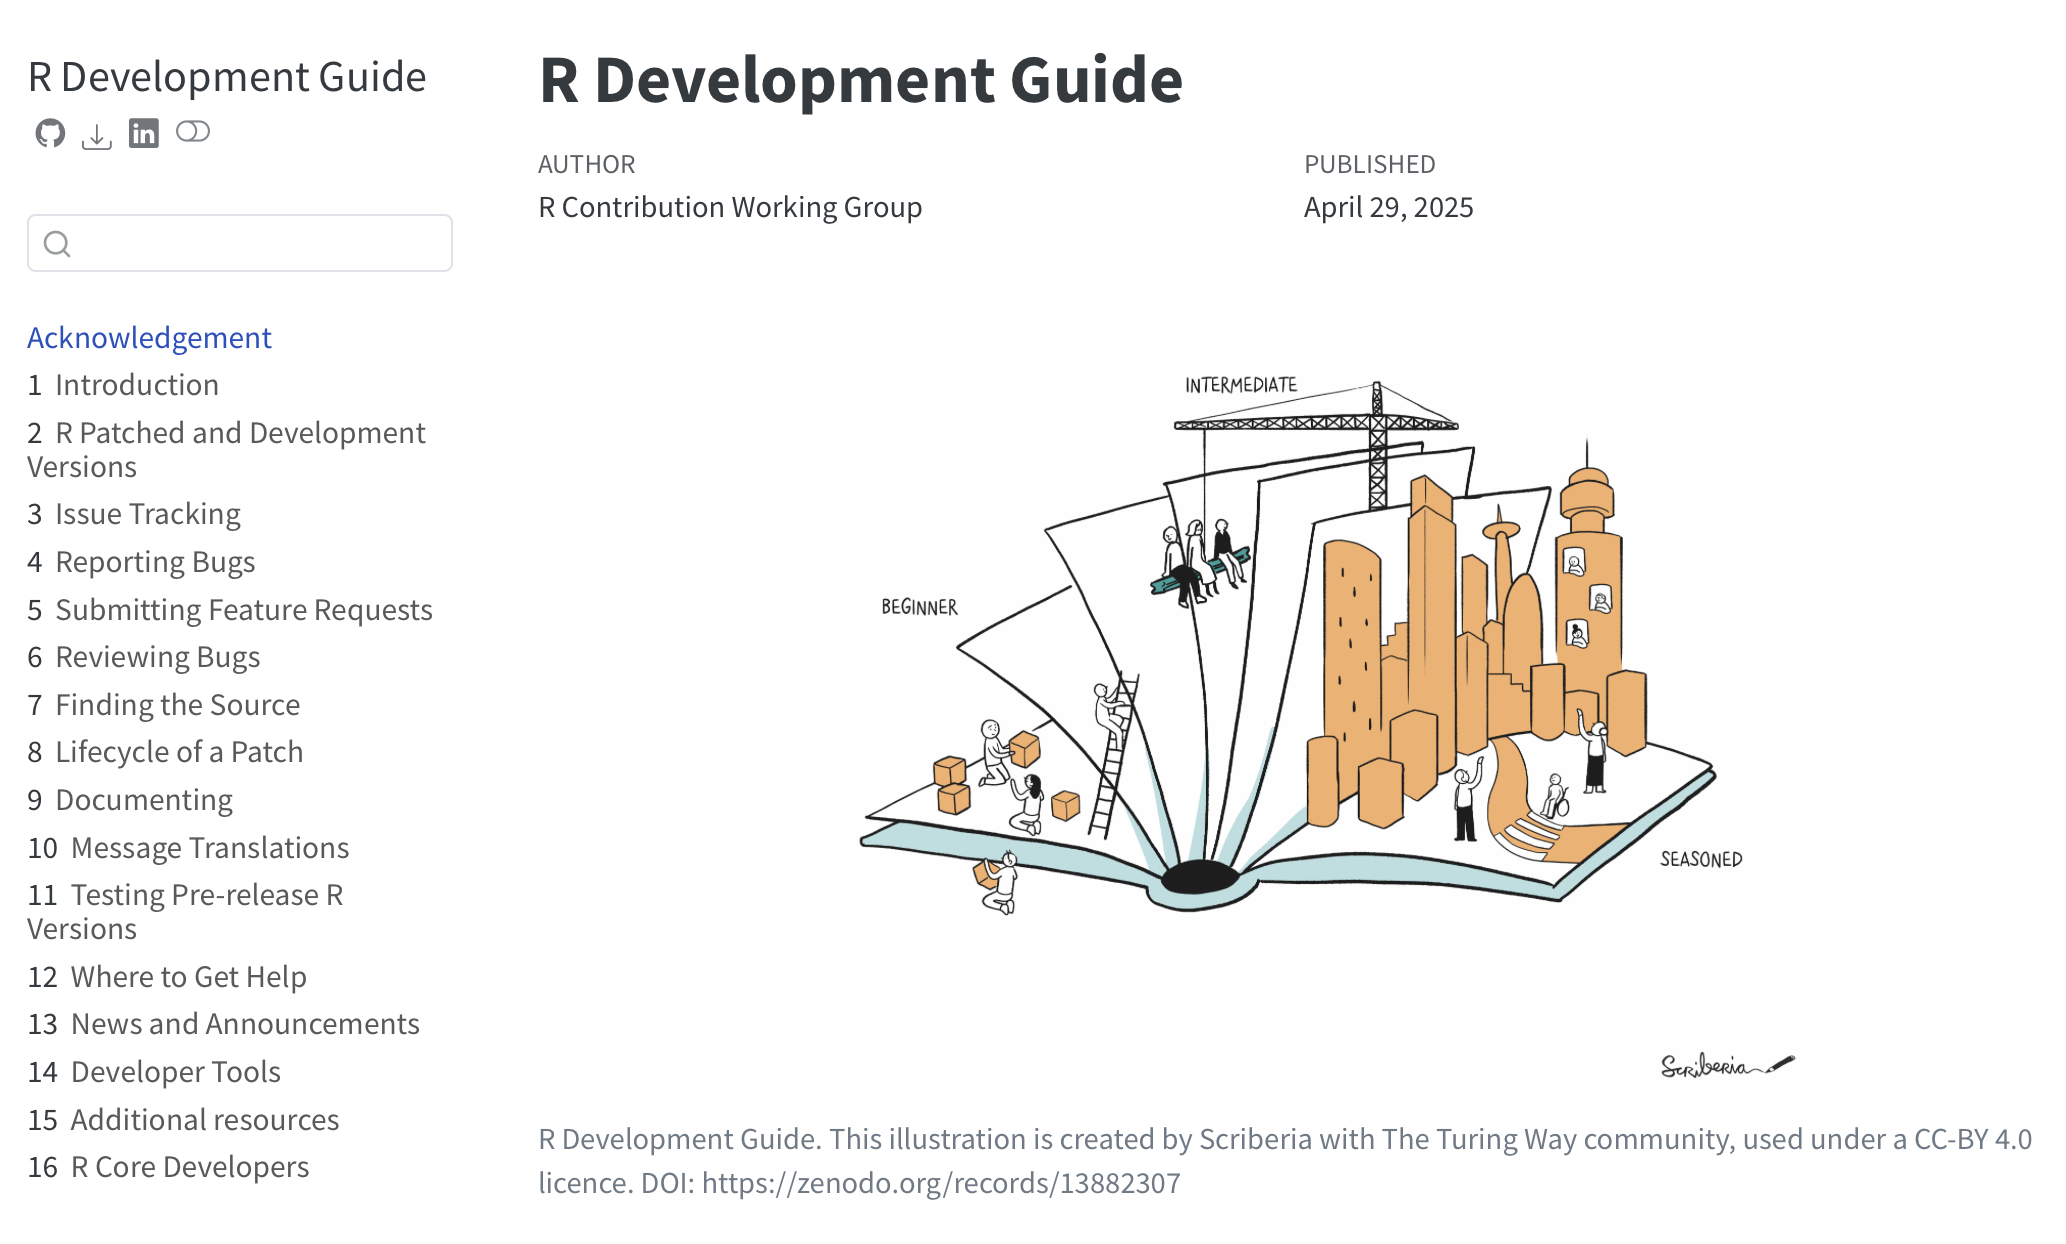 R Development Guide
Acknowledgement
1 Introduction
2 R Patched and Development
Versions
3 Issue Tracking
4 Reporting Bugs
5 Submitting Feature Requests
6 Reviewing Bugs
7 Finding the Source
8 Lifecycle of a Patch
9 Documenting
10 Message Translations
11 Testing Pre-release R
Versions
12 Where to Get Help
13 News and Announcements
14 Developer Tools
15 Additional resources
16 R Core Developers
R Development Guide
AUTHOR
R Contribution Working Group
PUBLISHED
April 29, 2025
INTERMEDIATE
BEGINNER
SEASONED
Scriberia
R Development Guide. This illustration is created by Scriberia with The Turing Way community, used under a CC-BY 4.0
licence. DOI: https://zenodo.org/records/13882307